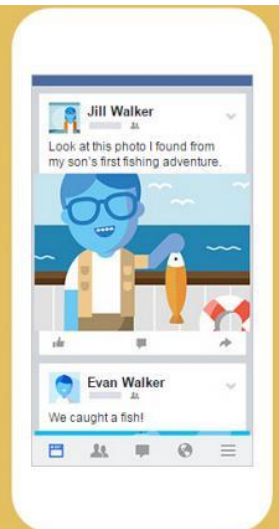 Jill Walker
Look at this photo I found from
my son's first fishing adventure.
Evan Walker
We caught a fish!